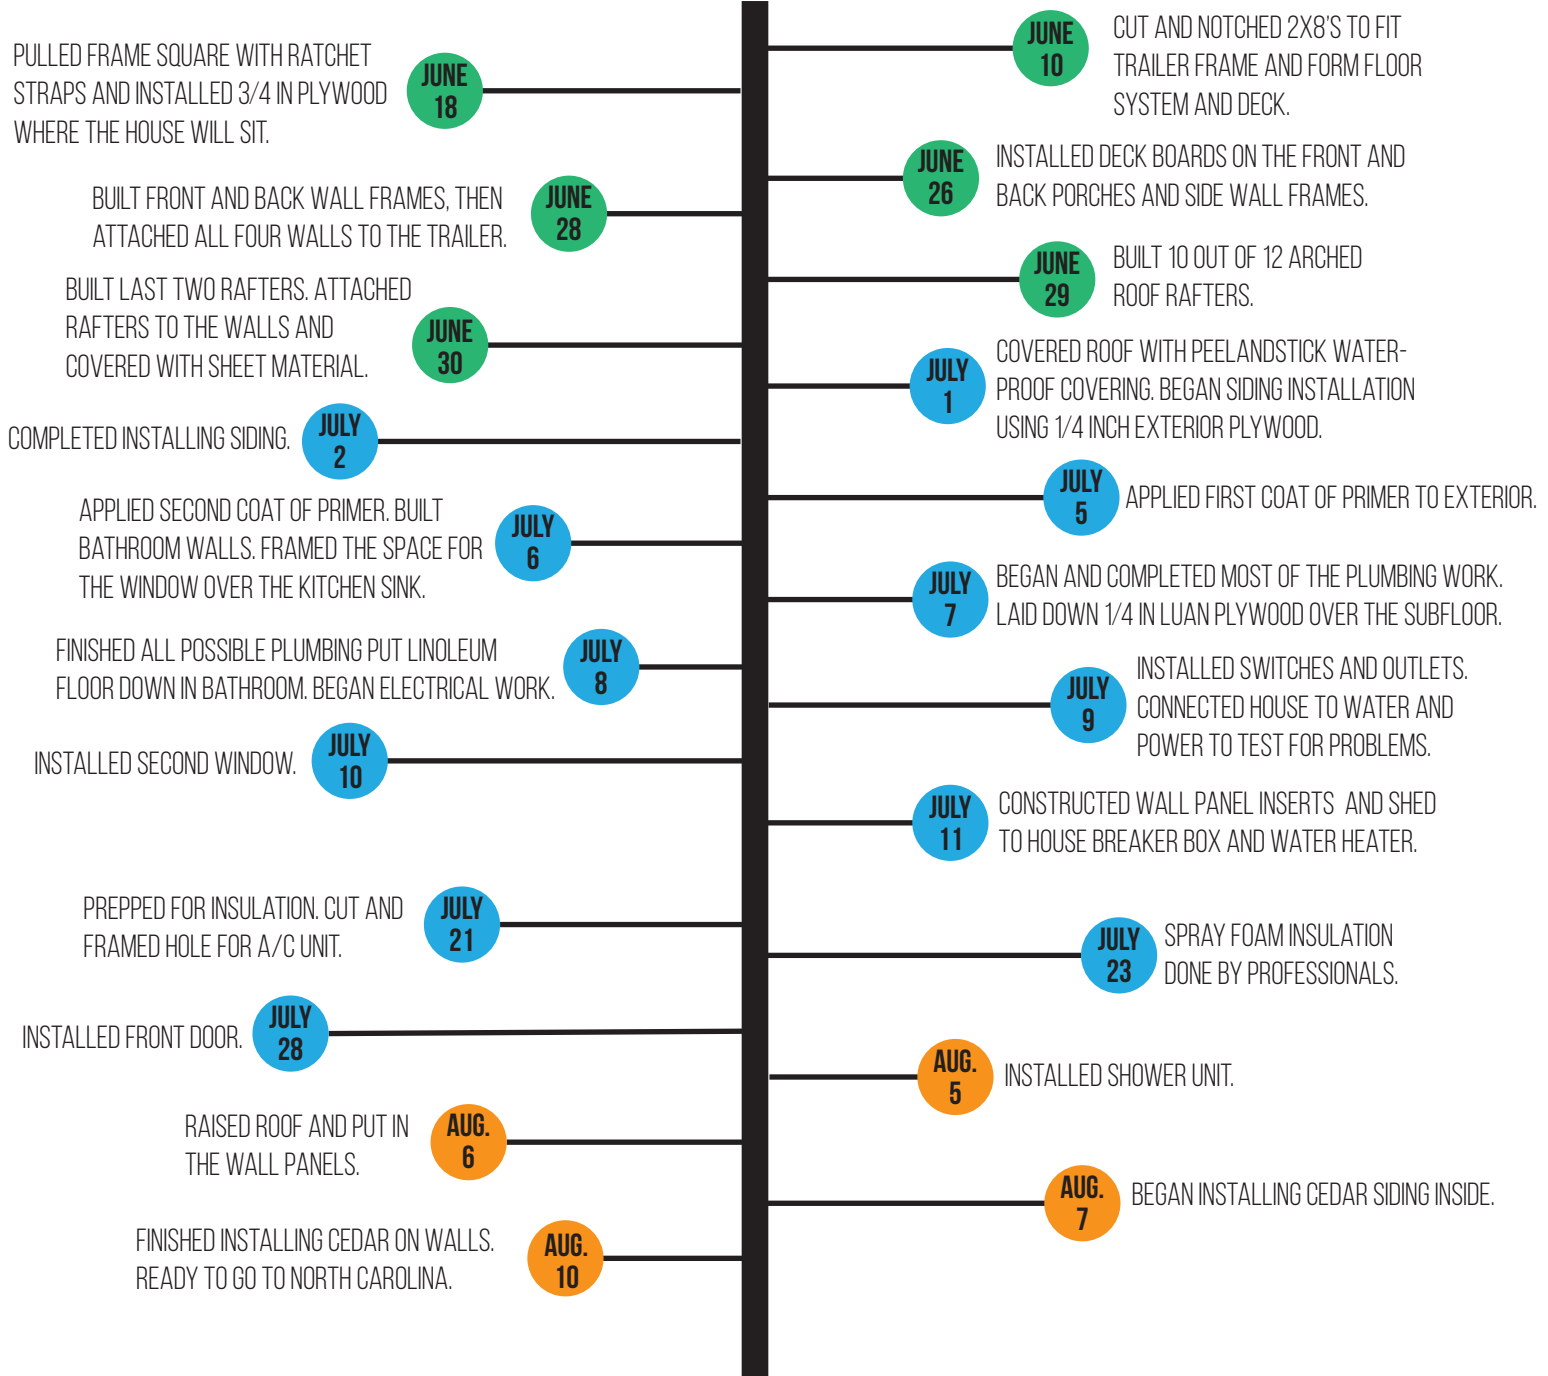 JUNE
10
CUT AND NOTCHED 2X8'S TO FIT
TRAILER FRAME AND FORM FLOOR
SYSTEM AND DECK.
PULLED FRAME SQUARE WITH RATCHET
STRAPS AND INSTALLED 3/4 IN PLYWOOD
WHERE THE HOUSE WILL SIT.
JUNE
18
JUNE
26
INSTALLED DECK BOARDS ON THE FRONT AND
BACK PORCHES AND SIDE WALL FRAMES.
BUILT FRONT AND BACK WALL FRAMES, THEN
ATTACHED ALL FOUR WALLS TO THE TRAILER.
JUNE
28
JUNE
29
BUILT 10 OUT OF 12 ARCHED
ROOF RAFTERS.
BUILT LAST TWO RAFTERS. ATTACHED
RAFTERS TO THE WALLS AND
COVERED WITH SHEET MATERIAL.
JUNE
30
JULY
1
COVERED ROOF WITH PEELANDSTICK WATER-
PROOF COVERING. BEGAN SIDING INSTALLATION
USING 1/4 INCH EXTERIOR PLYWOOD.
COMPLETED INSTALLING SIDING.
JULY
2
JULY
5
APPLIED FIRST COAT OF PRIMER TO EXTERIOR.
APPLIED SECOND COAT OF PRIMER. BUILT
BATHROOM WALLS. FRAMED THE SPACE FOR
THE WINDOW OVER THE KITCHEN SINK.
JULY
6
JULY
7
BEGAN AND COMPLETED MOST OF THE PLUMBING WORK.
LAID DOWN 1/4 IN LUAN PLYWOOD OVER THE SUBFLOOR.
FINISHED ALL POSSIBLE PLUMBING PUT LINOLEUM
FLOOR DOWN IN BATHROOM. BEGAN ELECTRICAL WORK.
JULY
8
JULY
9
INSTALLED SWITCHES AND OUTLETS.
CONNECTED HOUSE TO WATER AND
POWER TO TEST FOR PROBLEMS.
INSTALLED SECOND WINDOW.
JULY
10
JULY
11
CONSTRUCTED WALL PANEL INSERTS AND SHED
TO HOUSE BREAKER BOX AND WATER HEATER.
PREPPED FOR INSULATION. CUT AND
FRAMED HOLE FOR A/C UNIT.
JULY
21
JULY
23
SPRAY FOAM INSULATION
DONE BY PROFESSIONALS.
INSTALLED FRONT DOOR.
JULY
28
AUG.
5
INSTALLED SHOWER UNIT.
RAISED ROOF AND PUT IN
THE WALL PANELS.
AUG.
6
AUG.
7
BEGAN INSTALLING CEDAR SIDING INSIDE.
FINISHED INSTALLING CEDAR ON WALLS.
READY TO GO TO NORTH CAROLINA.
AUG.
10